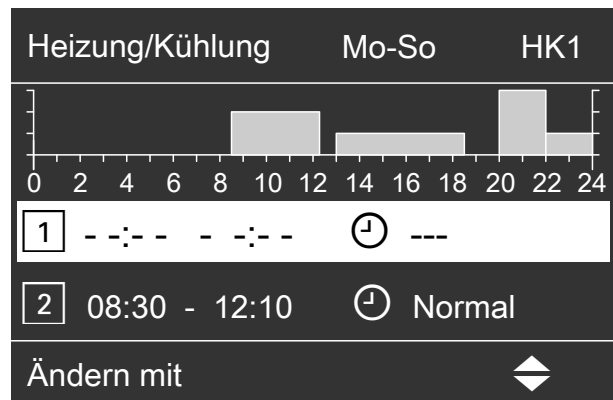 Heizung/Kühlung Mo-So HK1
0 2 4 6 8 10 12 14 16 18 20 22 24
1 - -:- - - -:- - ---
2 08:30 - 12:10 Normal
Ändern mit